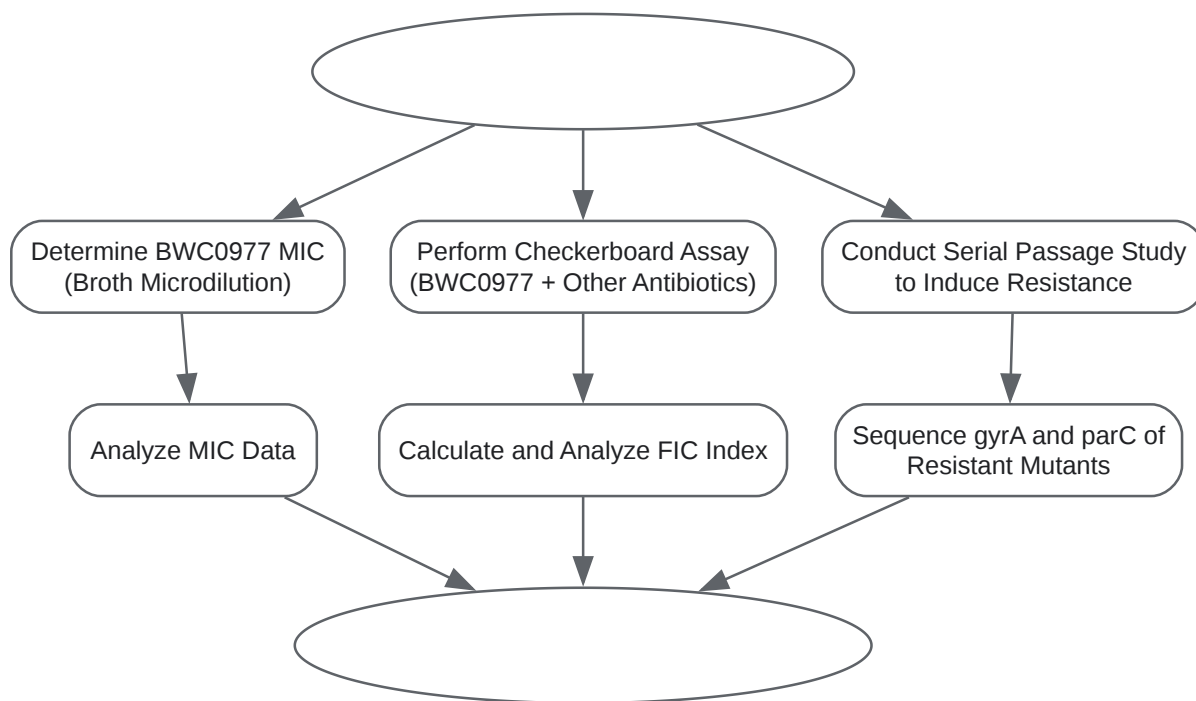 Determine BWC0977 MIC
(Broth Microdilution)
Perform Checkerboard Assay
(BWC0977 + Other Antibiotics)
Conduct Serial Passage Study
to Induce Resistance
Analyze MIC Data
Calculate and Analyze FIC Index
Sequence gyrA and parC of
Resistant Mutants